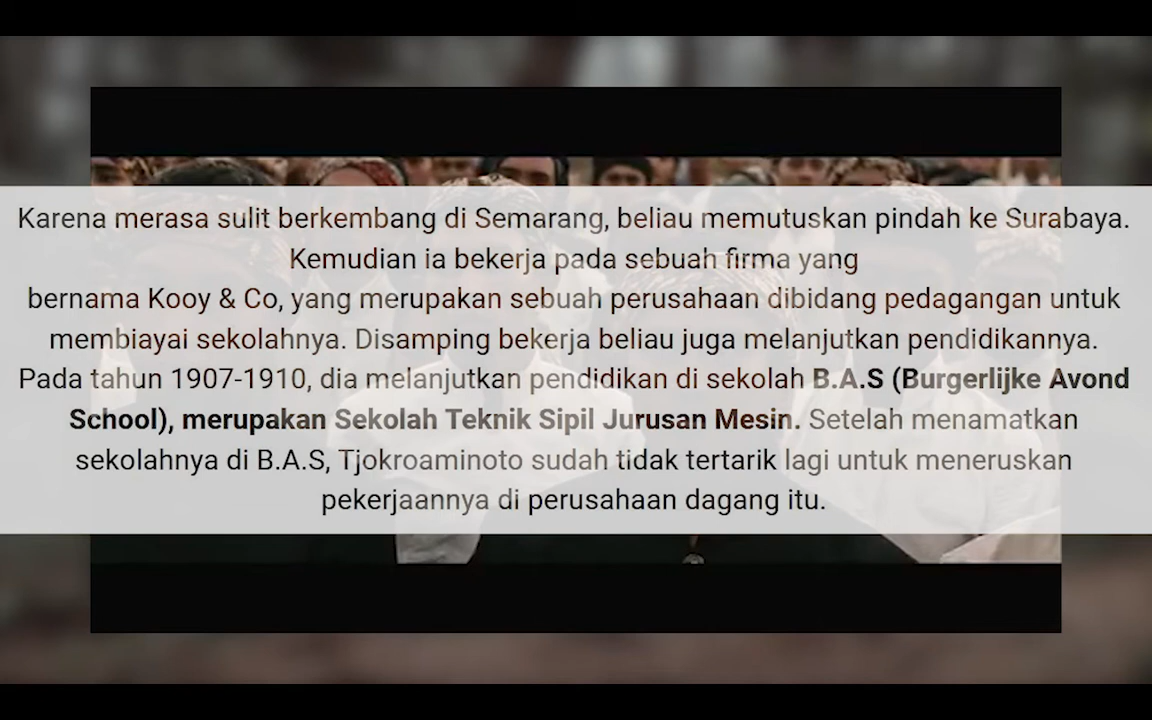 Karena merasa sulit berkembang di Semarang, beliau memutuskan pindah ke Surabaya.
Kemudian ia bekerja pada sebuah firma yang
bernama Kooy & Co, yang merupakan sebuah perusahaan dibidang pedagangan untuk
membiayai sekolahnya. Disamping bekerja beliau juga melanjutkan pendidikannya.
Pada tahun 1907-1910, dia melanjutkan pendidikan di sekolah B.A.S (Burgerlijke Avond
School), merupakan Sekolah Teknik Sipil Jurusan Mesin. Setelah menamatkan
sekolahnya di B.A.S, Tjokroaminoto sudah tidak tertarik lagi untuk meneruskan
pekerjaannya di perusahaan dagang itu.